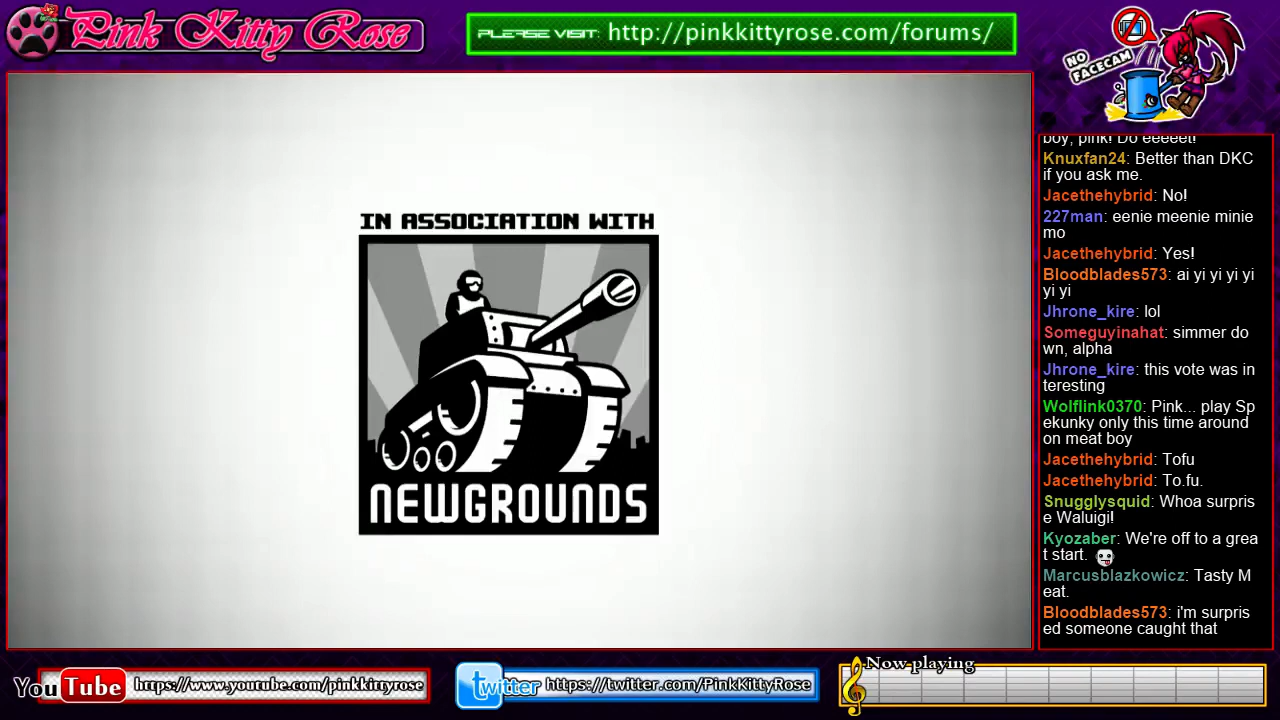 Pink Kitty Rose
PLEASE VISIT: http://pinkkittyrose.com/forums/
NO
FACECAM
IN ASSOCIATION WITH
NEWGROUNDS
boy, pink! Do eeeeet!
Knuxfan24: Better than DKC
if you ask me.
Jacethehybrid: No!
227man: eenie meenie minie
mo
Jacethehybrid: Yes!
Bloodblades573: ai yi yi yi yi
yi yi
Jhrone_kire: lol
Someguyinahat: simmer do
wn, alpha
Jhrone_kire: this vote was in
teresting
Wolflink0370: Pink... play Sp
ekunky only this time around
on meat boy
Jacethehybrid: Tofu
Jacethehybrid: To.fu.
Snugglysquid: Whoa surpris
e Waluigi!
Kyozaber: We're off to a grea
t start.
Marcusblazkowicz: Tasty M
eat.
Bloodblades573: i'm surpris
ed someone caught that
YouTube https://www.youtube.com/pinkkittyrose
twitter https://twitter.com/PinkKittyRose
Now playing